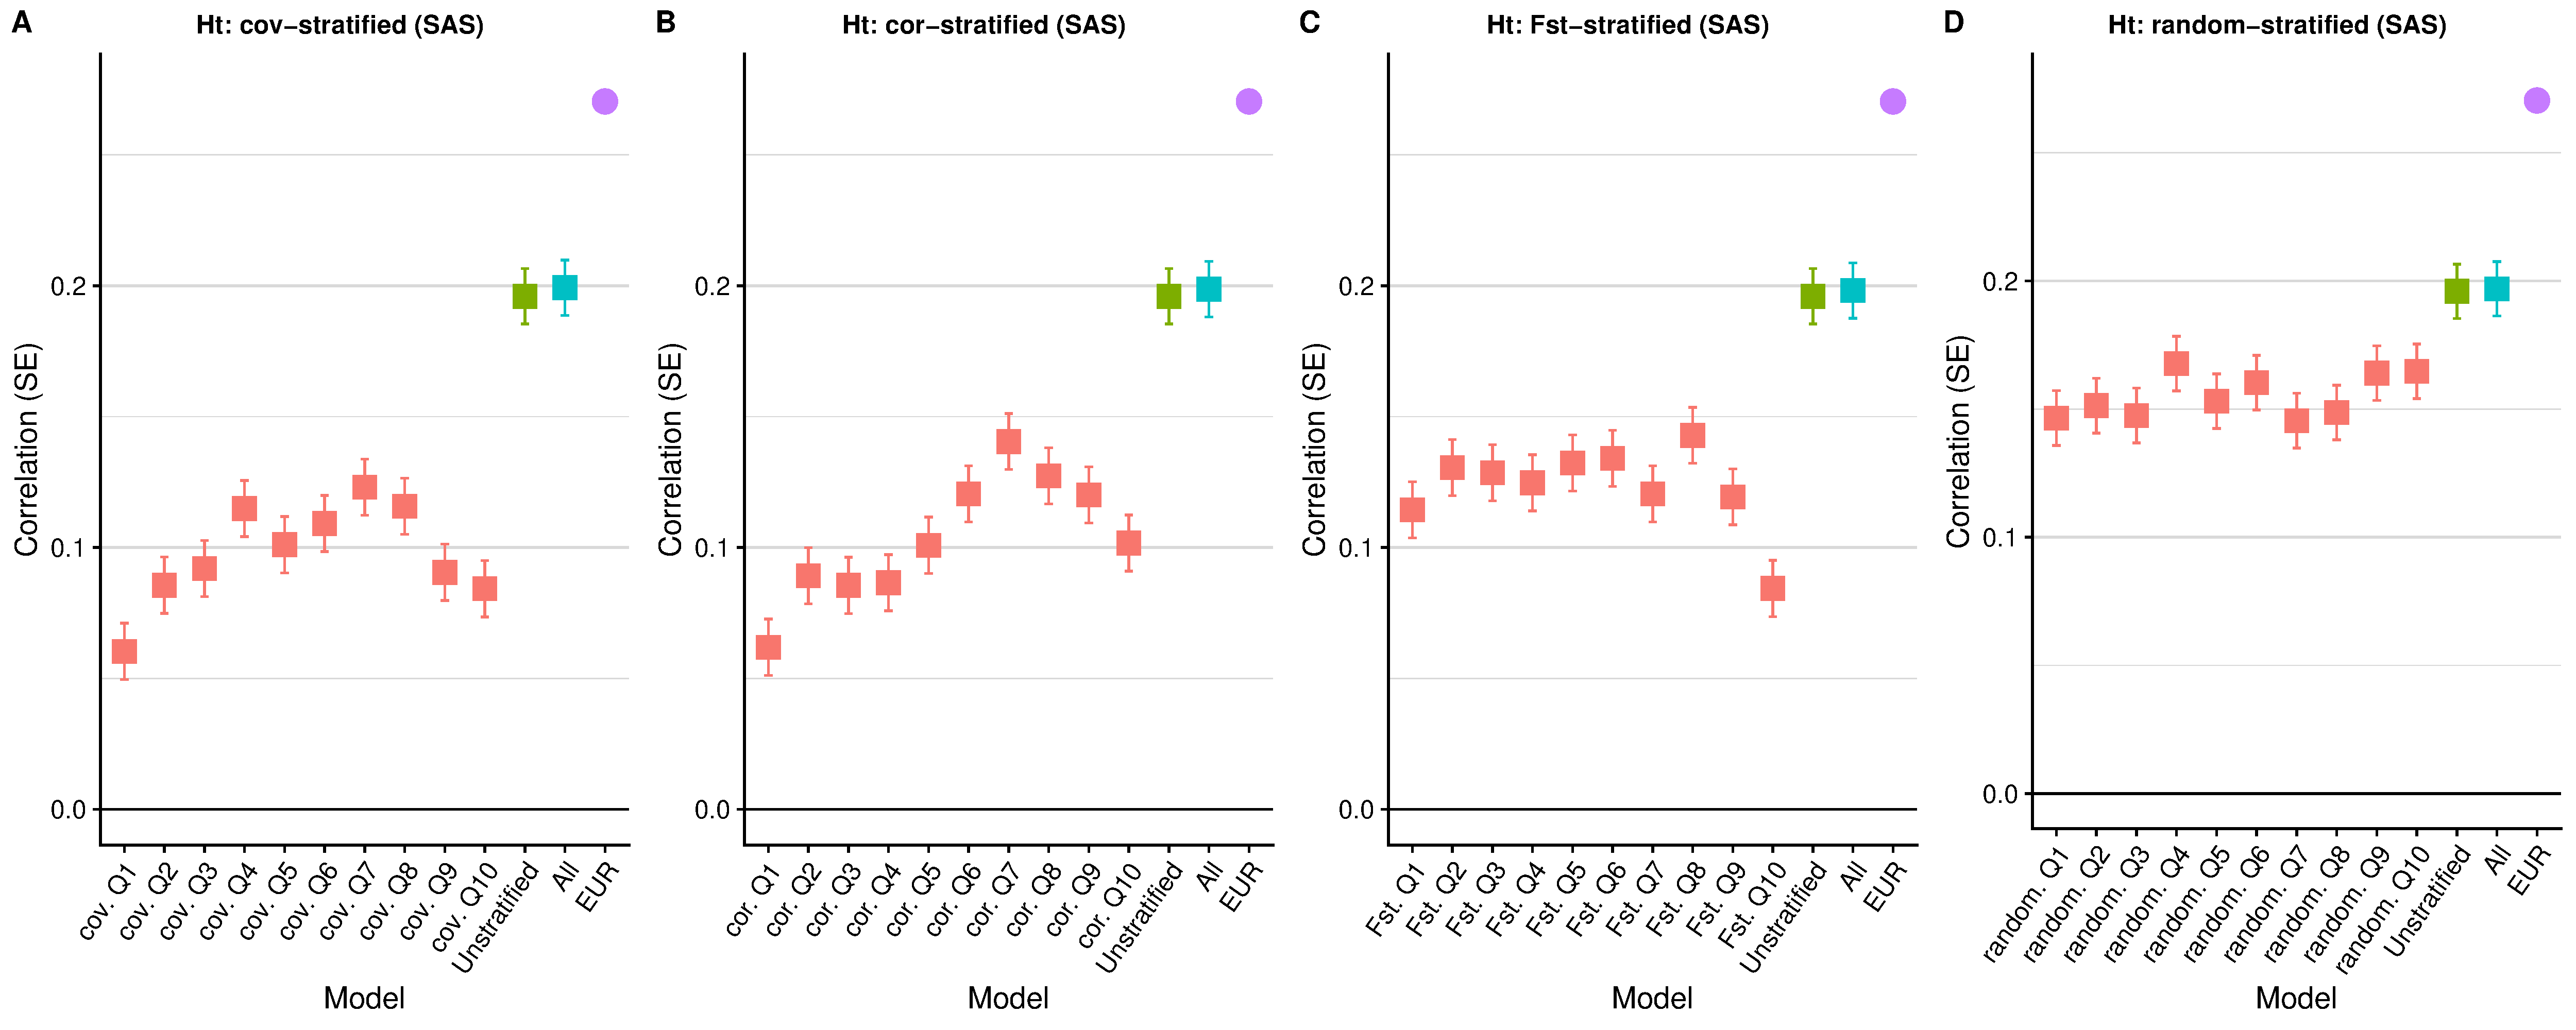 A
Ht: cov−stratified (SAS)
Correlation (SE)
0.2
0.1
0.0
cov. Q1
cov. Q2
cov. Q3
cov. Q4
cov. Q5
cov. Q6
cov. Q7
cov. Q8
cov. Q9
cov. Q10
Unstratified
All
EUR
Model
B
Ht: cor−stratified (SAS)
Correlation (SE)
0.2
0.1
0.0
cor. Q1
cor. Q2
cor. Q3
cor. Q4
cor. Q5
cor. Q6
cor. Q7
cor. Q8
cor. Q9
cor. Q10
Unstratified
All
EUR
Model
C
Ht: Fst−stratified (SAS)
Correlation (SE)
0.2
0.1
0.0
Fst. Q1
Fst. Q2
Fst. Q3
Fst. Q4
Fst. Q5
Fst. Q6
Fst. Q7
Fst. Q8
Fst. Q9
Fst. Q10
Unstratified
All
EUR
Model
D
Ht: random−stratified (SAS)
Correlation (SE)
0.2
0.1
0.0
random. Q1
random. Q2
random. Q3
random. Q4
random. Q5
random. Q6
random. Q7
random. Q8
random. Q9
random. Q10
Unstratified
All
EUR
Model